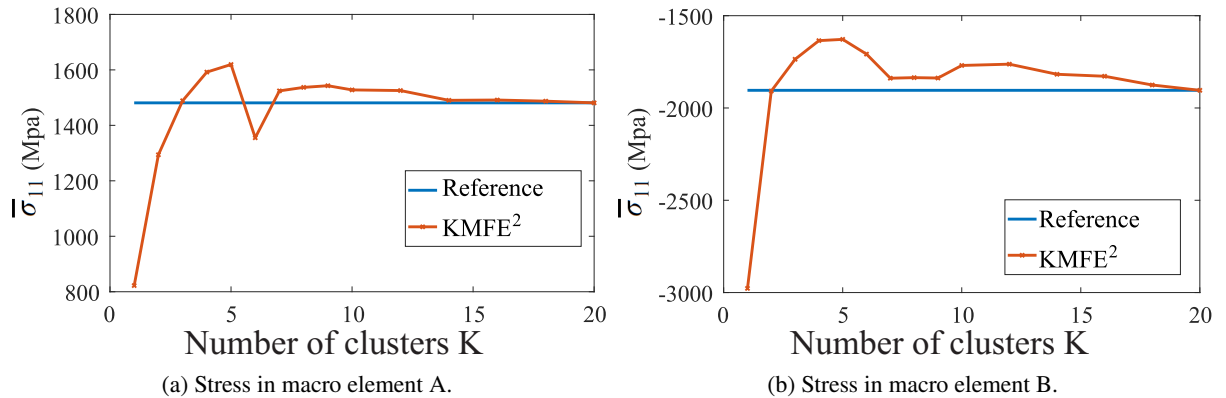 1800
1600
1400
1200
1000
800
0
5
10
15
20
σ̅₁₁ (Mpa)
Number of clusters K
Reference
KMFE²
(a) Stress in macro element A.
-1500
-2000
-2500
-3000
0
5
10
15
20
σ̅₁₁ (Mpa)
Number of clusters K
Reference
KMFE²
(b) Stress in macro element B.